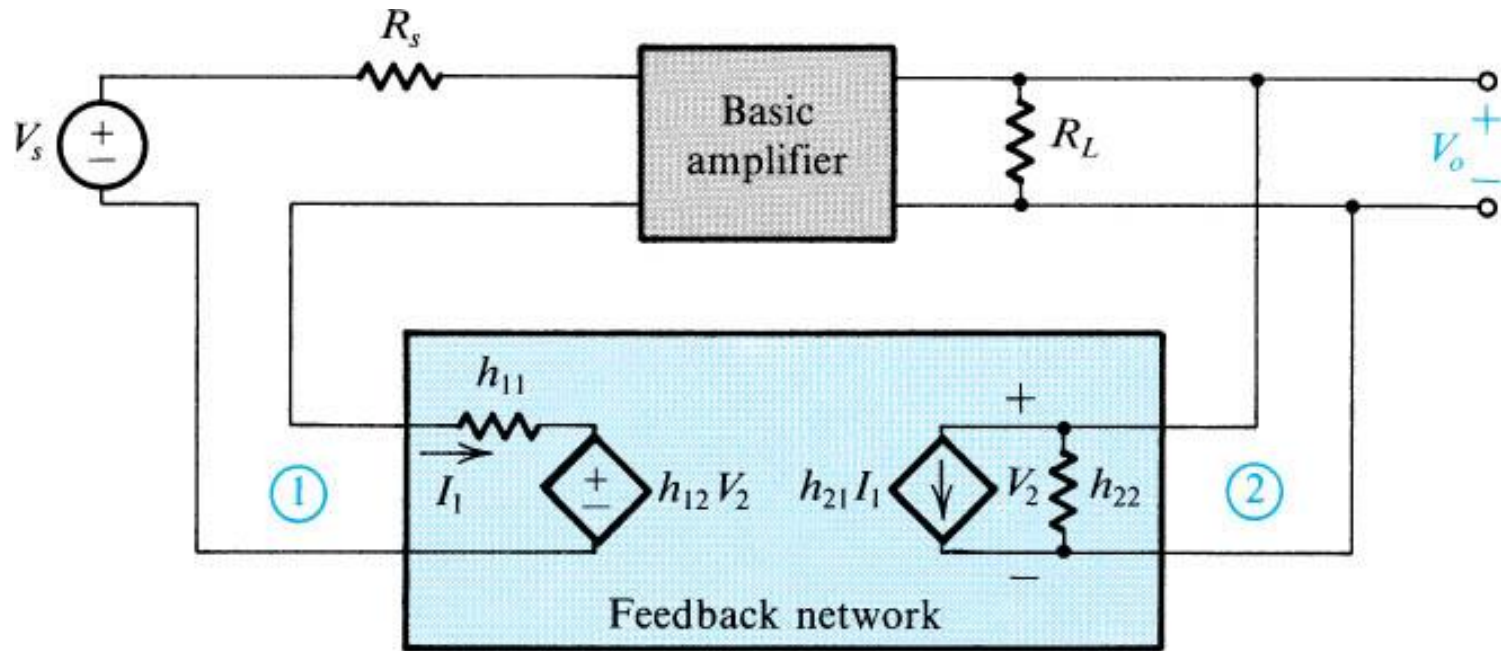 R_s
Basic
amplifier
R_L
V_s
+
−
+
V_o
−
h_11
+
I_1
+
−
h_12 V_2
h_21 I_1
V_2
h_22
−
①
②
Feedback network